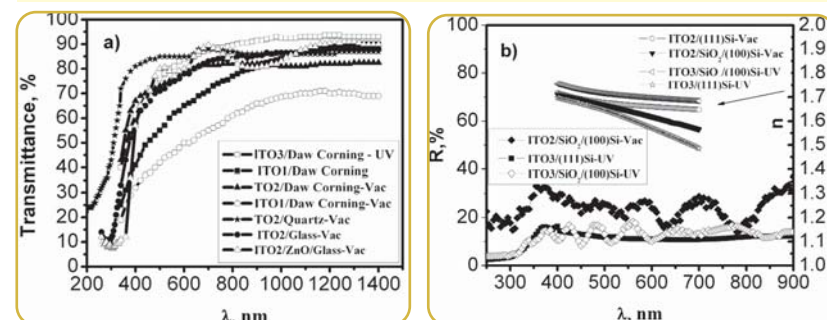 a)
Transmittance, %
100
90
80
70
60
50
40
30
20
10
0
ITO3/Daw Corning - UV
ITO1/Daw Corning
TO2/Daw Corning-Vac
ITO1/Daw Corning-Vac
TO2/Quartz-Vac
ITO2/Glass-Vac
ITO2/ZnO/Glass-Vac
200 400 600 800 1000 1200 1400
λ, nm
b)
R,%
100
80
60
40
20
0
ITO2/(111)Si-Vac
ITO2/SiO2/(100)Si-Vac
ITO3/SiO /(100)Si-UV
ITO3/(111)Si-UV
ITO2/SiO2/(100)Si-Vac
ITO3/(111)Si-UV
ITO3/SiO2/(100)Si-UV
n
2.0
1.9
1.8
1.7
1.6
1.5
1.4
1.3
1.2
1.1
1.0
300 400 500 600 700 800 900
λ, nm